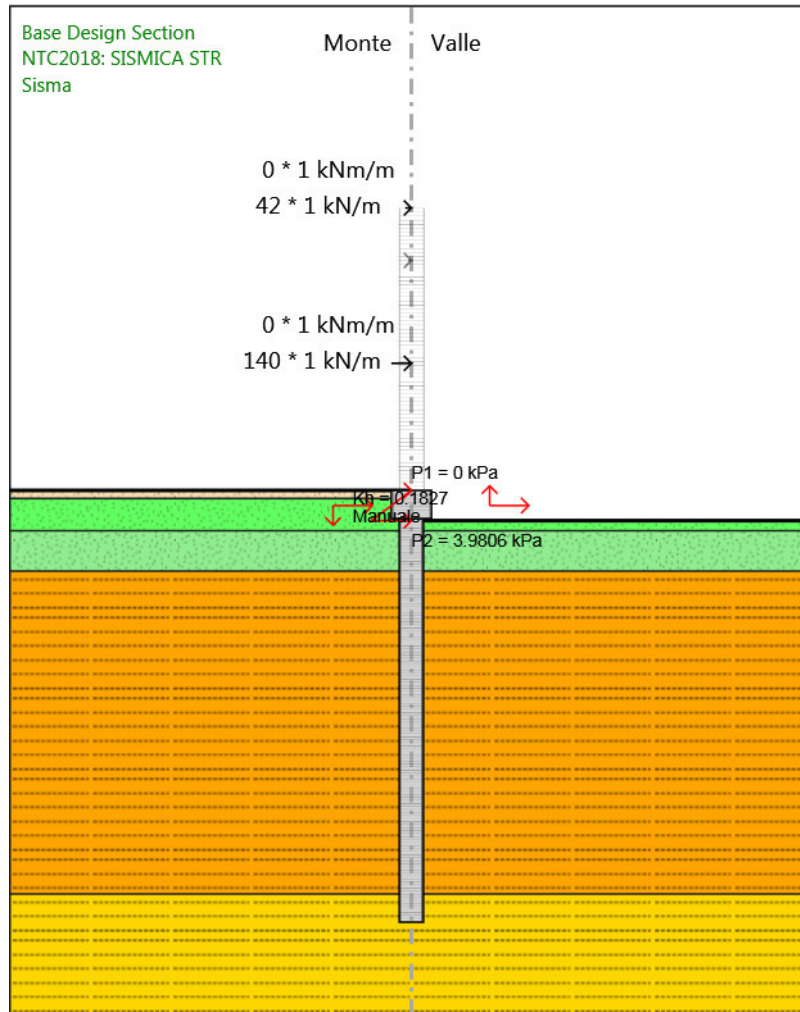 Base Design Section
NTC2018: SISMICA STR
Sisma
Monte
Valle
0 * 1 kNm/m
42 * 1 kN/m
0 * 1 kNm/m
140 * 1 kN/m
P1 = 0 kPa
Kh = 0.1827
Manuale
P2 = 3.9806 kPa